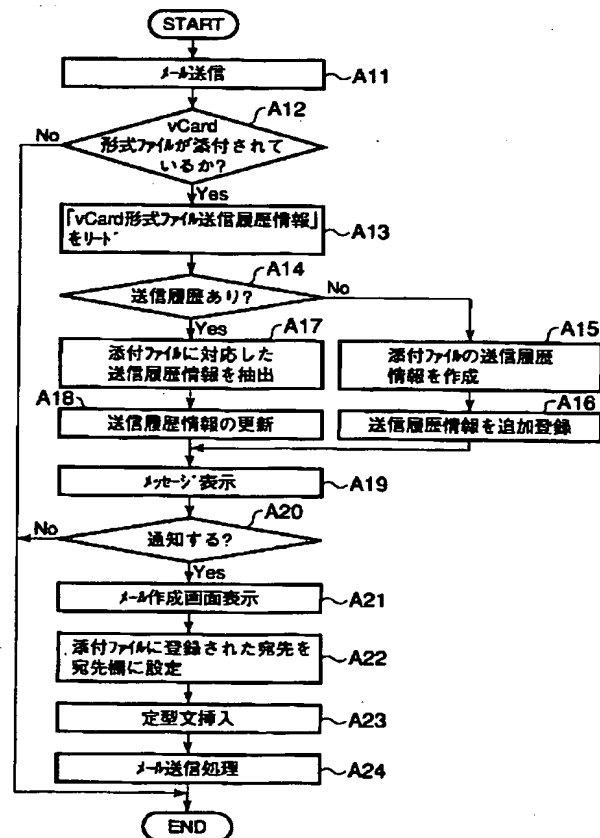 START
メール送信
A11
A12
No
vCard
形式ファイルが添付されて
いるか?
Yes
「vCard形式ファイル送信履歴情報」
をリード
A13
A14
送信履歴あり?
No
Yes
A17
添付ファイルに対応した
送信履歴情報を抽出
A15
添付ファイルの送信履歴
情報を作成
A18
送信履歴情報の更新
A16
送信履歴情報を追加登録
メッセージ表示
A19
A20
No
通知する?
Yes
メール作成画面表示
A21
添付ファイルに登録された宛先を
宛先欄に設定
A22
定型文挿入
A23
メール送信処理
A24
END